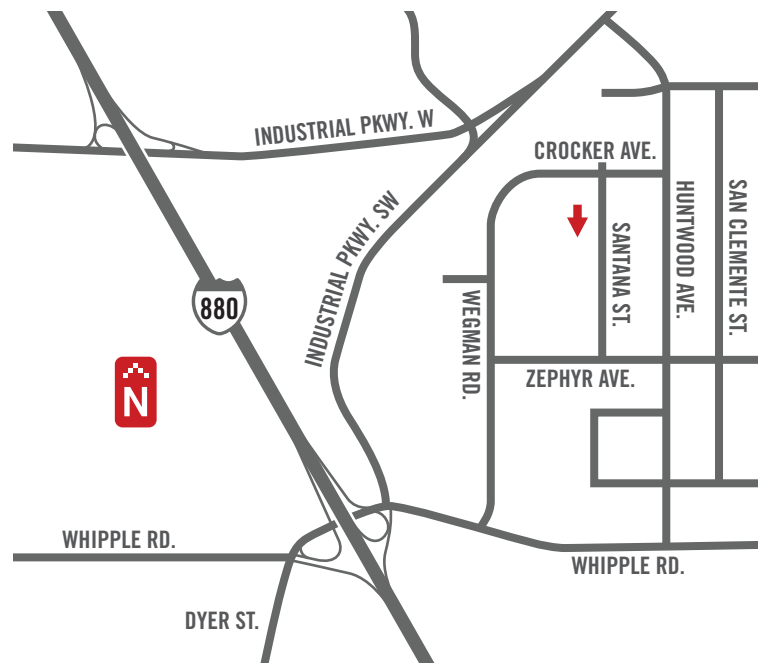 INDUSTRIAL PKWY. W
CROCKER AVE.
INDUSTRIAL PKWY. SW
SANTANA ST.
HUNTWOOD AVE.
SAN CLEMENTE ST.
880
WEGMAN RD.
ZEPHYR AVE.
N
WHIPPLE RD.
WHIPPLE RD.
DYER ST.